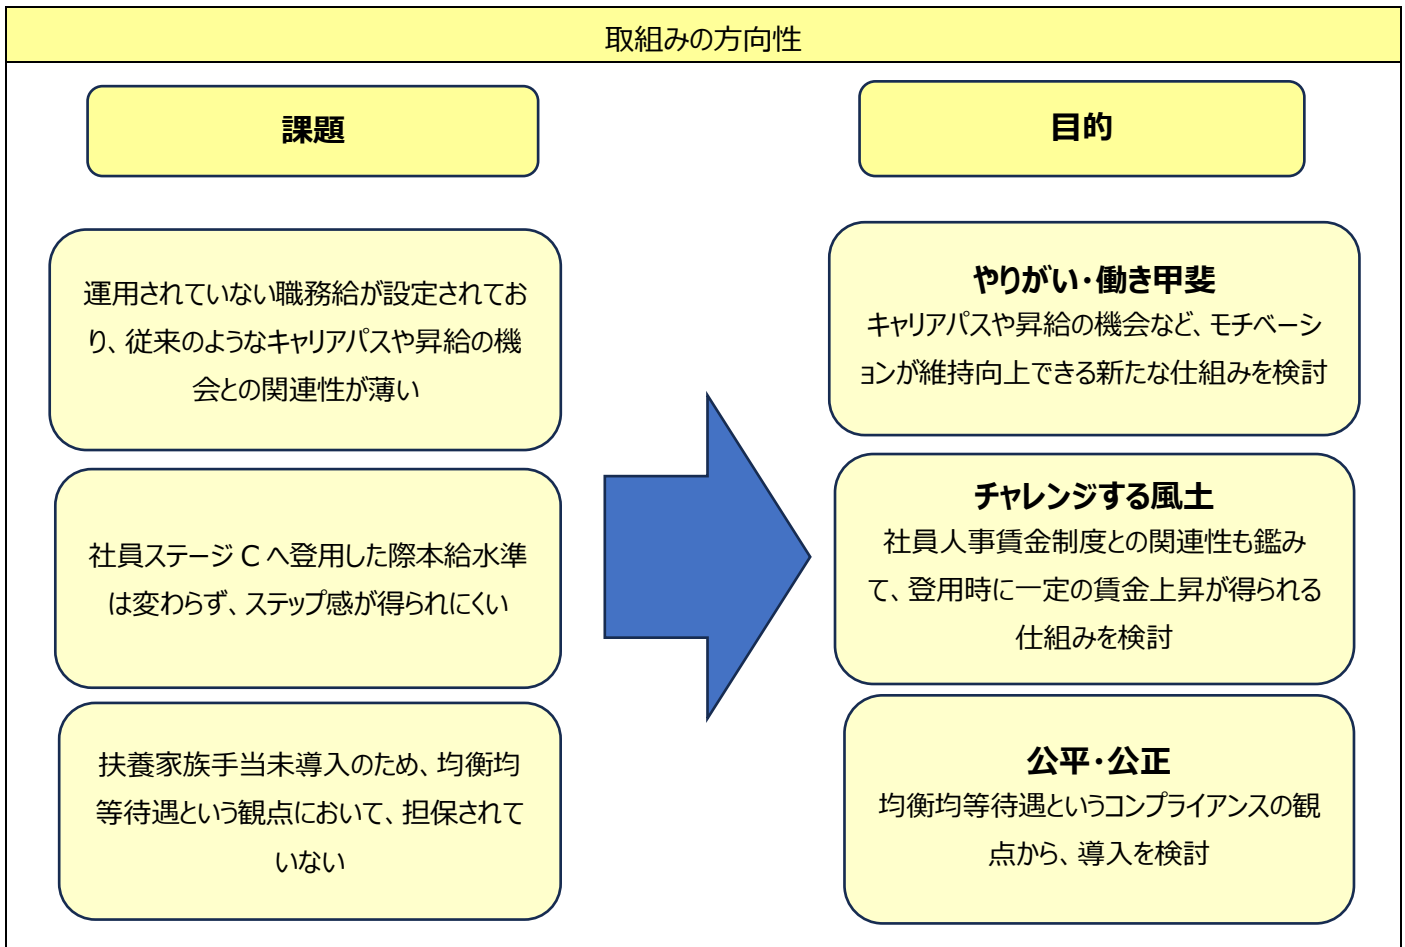 取組みの方向性
課題
運用されていない職務給が設定されてお
り、従来のようなキャリアパスや昇給の機
会との関連性が薄い
社員ステージ C へ登用した際本給水準
は変わらず、ステップ感が得られにくい
扶養家族手当未導入のため、均衡均
等待遇という観点において、担保されて
いない
目的
やりがい・働き甲斐
キャリアパスや昇給の機会など、モチベーシ
ョンが維持向上できる新たな仕組みを検討
チャレンジする風土
社員人事賃金制度との関連性も鑑み
て、登用時に一定の賃金上昇が得られる
仕組みを検討
公平・公正
均衡均等待遇というコンプライアンスの観
点から、導入を検討